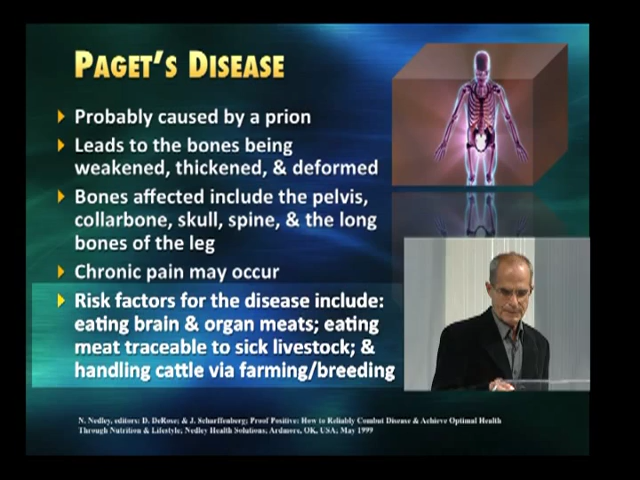 PAGET'S DISEASE
Probably caused by a prion
Leads to the bones being
weakened, thickened, & deformed
Bones affected include the pelvis,
collarbone, skull, spine, & the long
bones of the leg
Chronic pain may occur
Risk factors for the disease include:
eating brain & organ meats; eating
meat traceable to sick livestock; &
handling cattle via farming/breeding
N. Nedley, editors: D. DeRose; & J. Scharffenburg; Proof Positive: How to Reliably Combat Disease & Achieve Optimal Health
Through Nutrition & Lifestyle; Nedley Health Solutions; Ardmore, OK, USA; May 1999